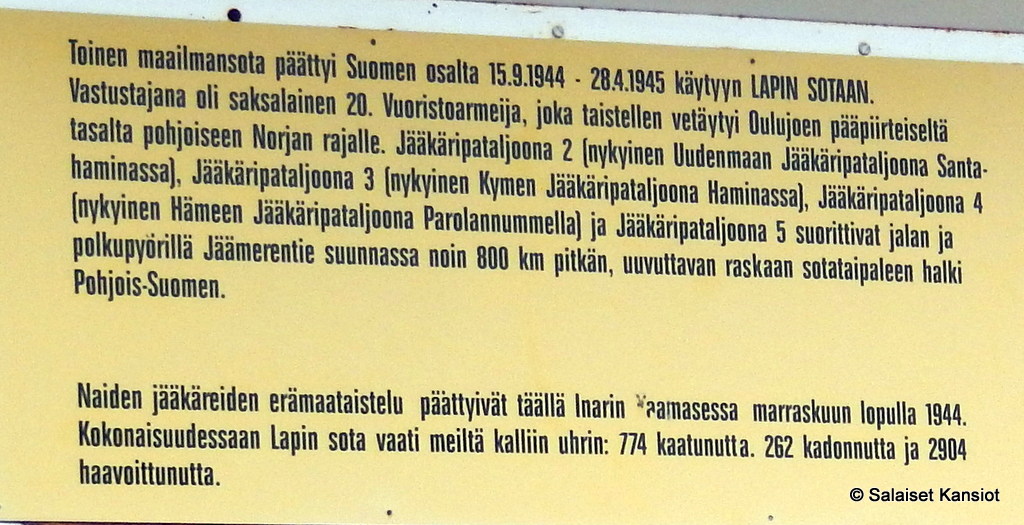 Toinen maailmansota päättyi Suomen osalta 15.9.1944 - 28.4.1945 käytyyn LAPIN SOTAAN.
Vastustajana oli saksalainen 20. Vuoristoarmeija, joka taistellen vetäytyi Oulujoen pääpiirteiseltä
tasalta pohjoiseen Norjan rajalle. Jääkäripataljoona 2 (nykyinen Uudenmaan Jääkäripataljoona Santa-
haminassa), Jääkäripataljoona 3 (nykyinen Kymen Jääkäripataljoona Haminassa), Jääkäripataljoona 4
(nykyinen Hämeen Jääkäripataljoona Parolannummella) ja Jääkäripataljoona 5 suorittivat jalan ja
polkupyörillä Jäämerentie suunnassa noin 800 km pitkän, uuvuttavan raskaan sotataipaleen halki
Pohjois-Suomen.
Naiden jääkäreiden erämaataistelu päättyivät täällä Inarin marraskuun lopulla 1944.
Kokonaisuudessaan Lapin sota vaati meiltä kalliin uhrin: 774 kaatunutta. 262 kadonnutta ja 2904
haavoittunutta.
© Salaiset Kansiot